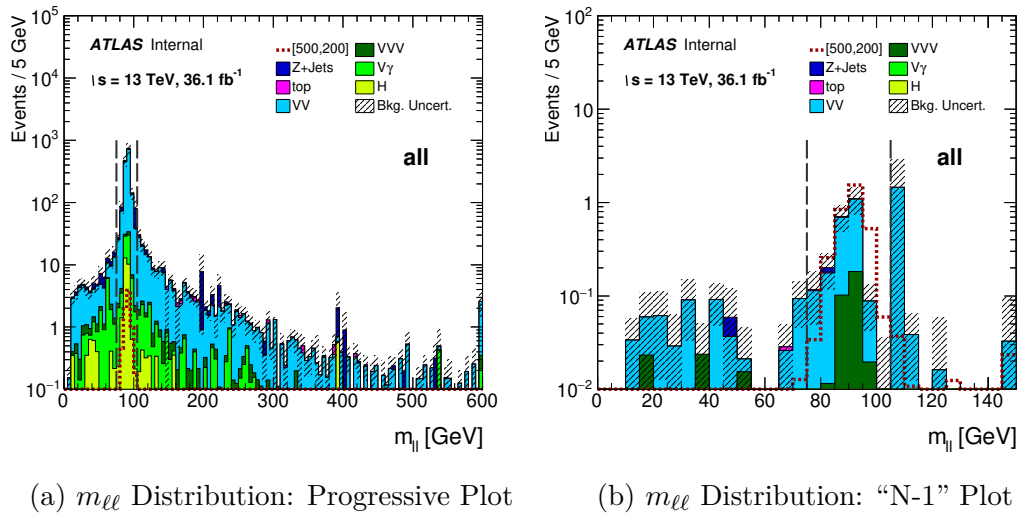 Events / 5 GeV
10⁵
10⁴
10³
10²
10
1
10⁻¹
ATLAS Internal
√s = 13 TeV, 36.1 fb⁻¹
[500,200]
Z+Jets
top
VV
VVV
Vγ
H
Bkg. Uncert.
all
0 100 200 300 400 500 600
m_ll [GeV]
Events / 5 GeV
10²
10
1
10⁻¹
10⁻²
ATLAS Internal
√s = 13 TeV, 36.1 fb⁻¹
[500,200]
Z+Jets
top
VV
VVV
Vγ
H
Bkg. Uncert.
all
0 20 40 60 80 100 120 140
m_ll [GeV]
(a) m_ℓℓ Distribution: Progressive Plot
(b) m_ℓℓ Distribution: “N-1” Plot